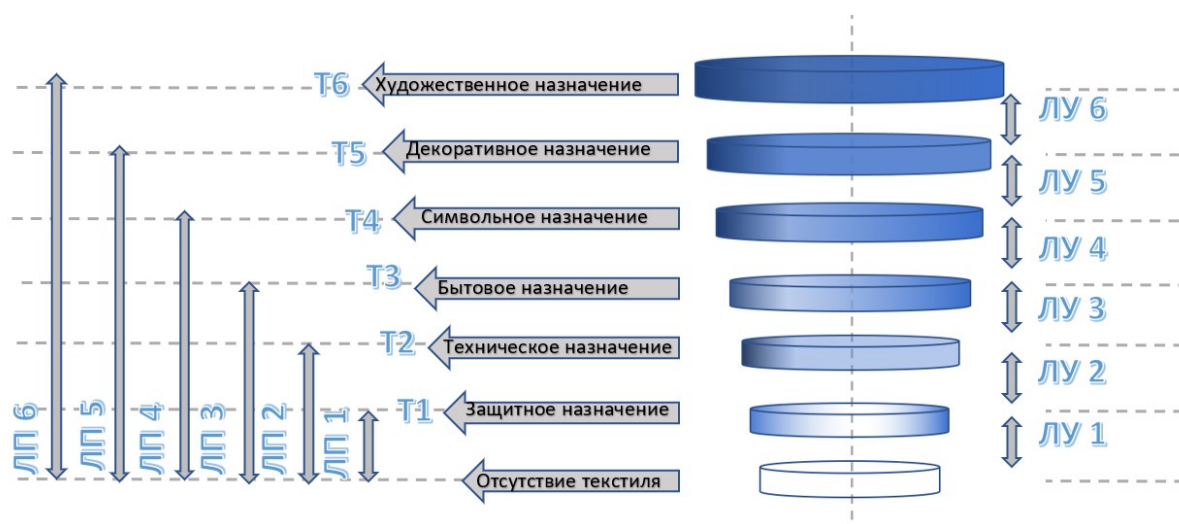 Т6
Художественное назначение
ЛУ 6
Т5
Декоративное назначение
ЛУ 5
Т4
Символьное назначение
ЛУ 4
Т3
Бытовое назначение
ЛУ 3
Т2
Техническое назначение
ЛУ 2
Т1
Защитное назначение
ЛУ 1
Отсутствие текстиля
ЛП 6
ЛП 5
ЛП 4
ЛП 3
ЛП 2
ЛП 1